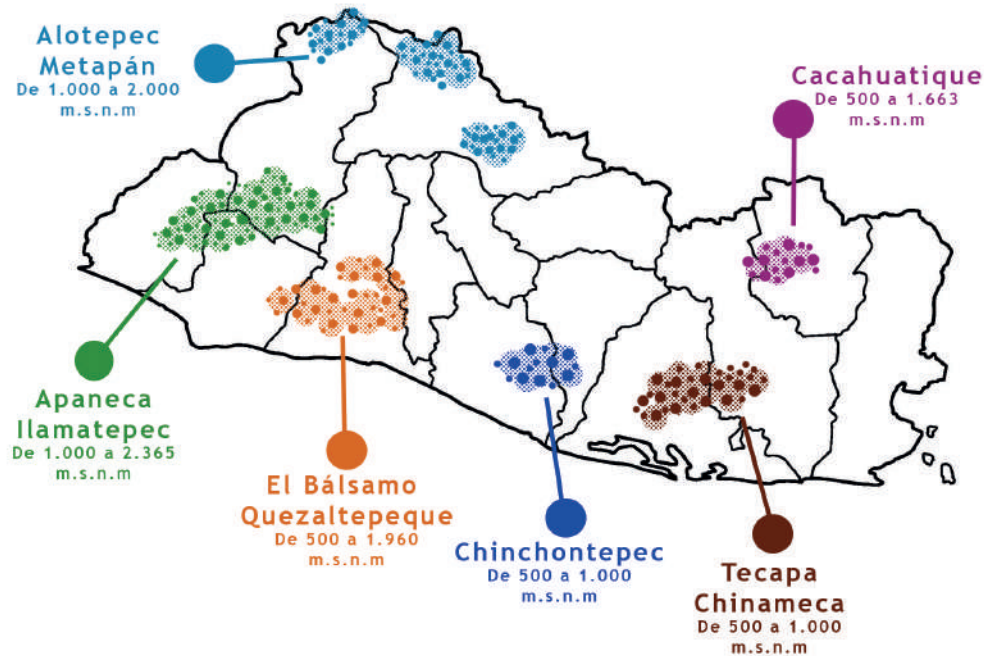 Alotepec
Metapán
De 1.000 a 2.000
m.s.n.m
Cacahuatique
De 500 a 1.663
m.s.n.m
Apaneca
Ilamatepec
De 1.000 a 2.365
m.s.n.m
El Bálsamo
Quezaltepeque
De 500 a 1.960
m.s.n.m
Chinchontepec
De 500 a 1.000
m.s.n.m
Tecapa
Chinameca
De 500 a 1.000
m.s.n.m